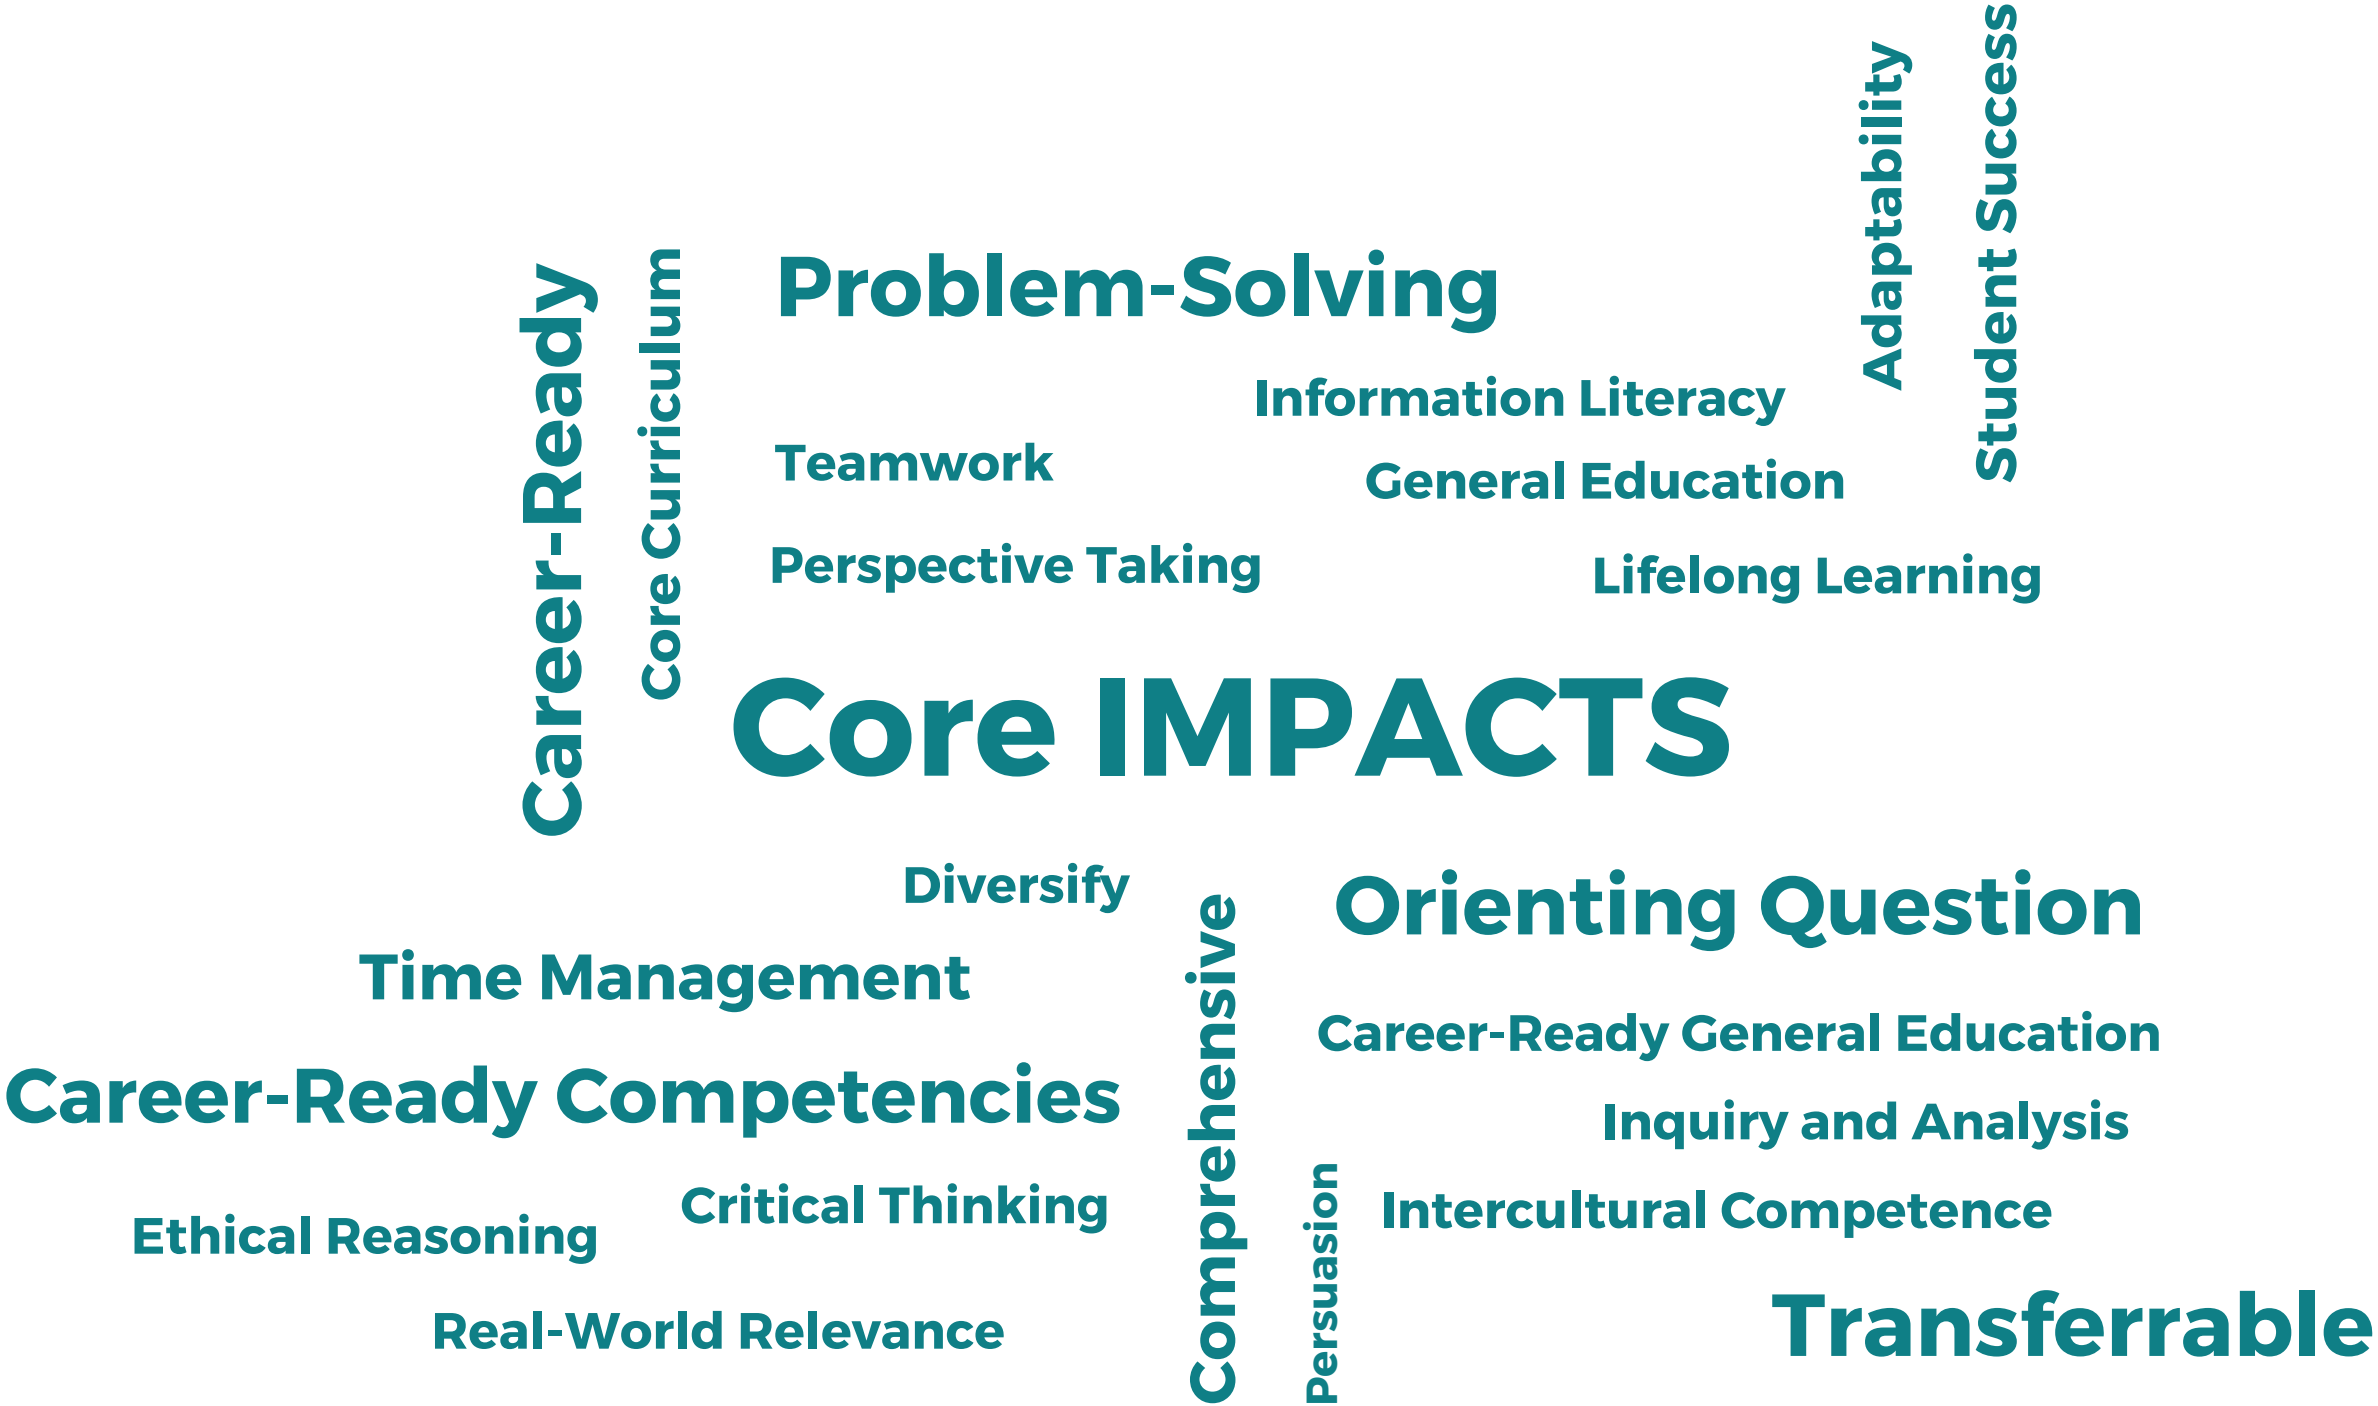 Adaptability
Student Success
Career-Ready
Core Curriculum
Problem-Solving
Information Literacy
Teamwork
General Education
Perspective Taking
Lifelong Learning
Core IMPACTS
Diversify
Orienting Question
Time Management
Comprehensive
Career-Ready General Education
Career-Ready Competencies
Inquiry and Analysis
Critical Thinking
Persuasion
Intercultural Competence
Ethical Reasoning
Real-World Relevance
Transferrable